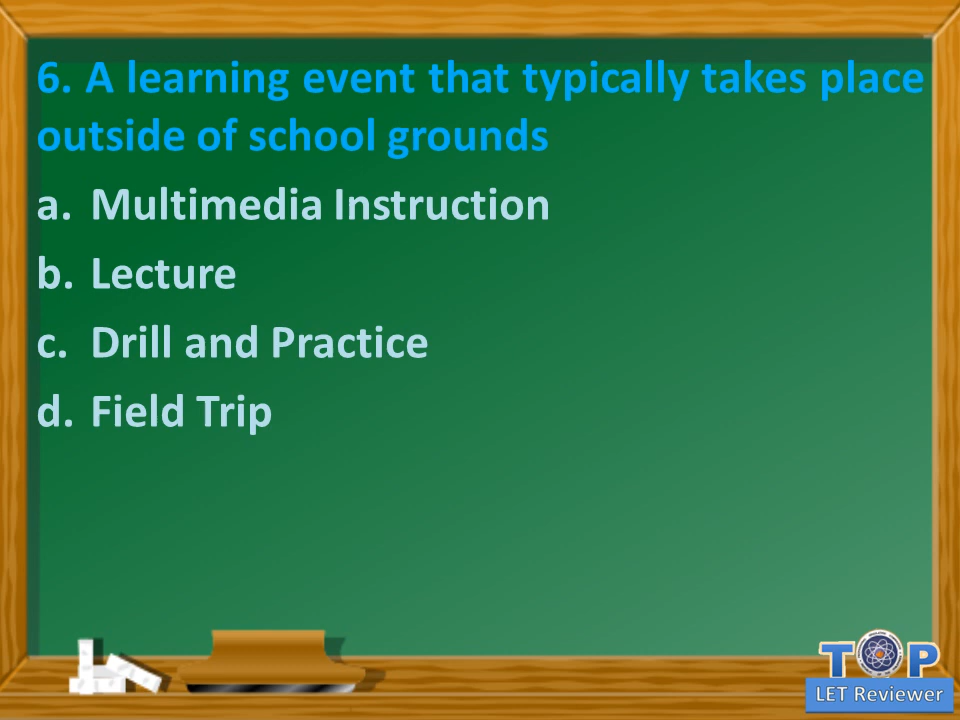 6. A learning event that typically takes place
outside of school grounds
a. Multimedia Instruction
b. Lecture
c. Drill and Practice
d. Field Trip
TOP
LET Reviewer